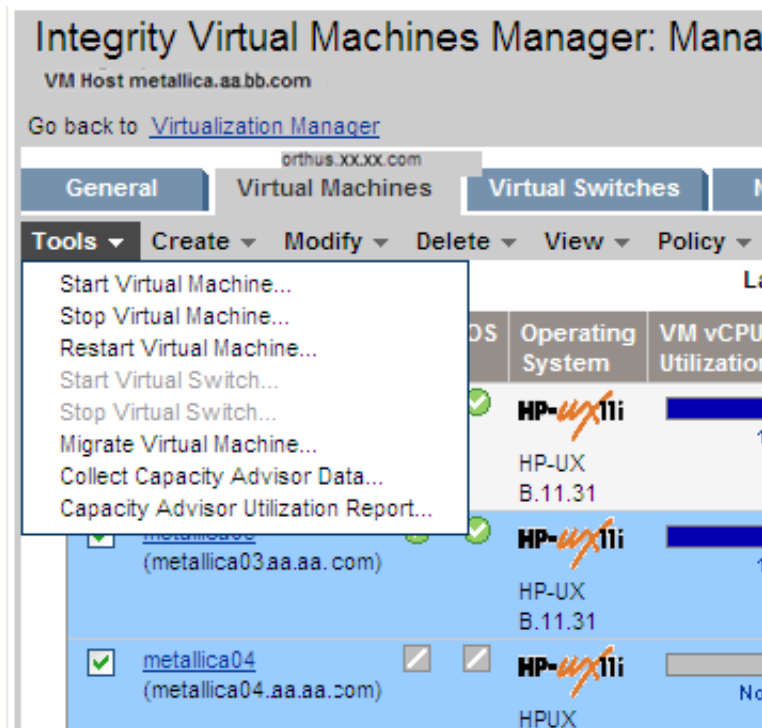 Integrity Virtual Machines Manager: Mana
VM Host metallica.aa.bb.com
Go back to Virtualization Manager
orthus.xx.xx.com
General Virtual Machines Virtual Switches
Tools Create Modify Delete View Policy
Start Virtual Machine...
Stop Virtual Machine...
Restart Virtual Machine...
Start Virtual Switch...
Stop Virtual Switch...
Migrate Virtual Machine...
Collect Capacity Advisor Data...
Capacity Advisor Utilization Report...
La
OS Operating VM vCPU
System Utilization
HP-UX 11i
HP-UX
B.11.31
(metallica03.aa.aa.com)
HP-UX 11i
HP-UX
B.11.31
metallica04
(metallica04.aa.aa.com)
HP-UX 11i
No
HPUX